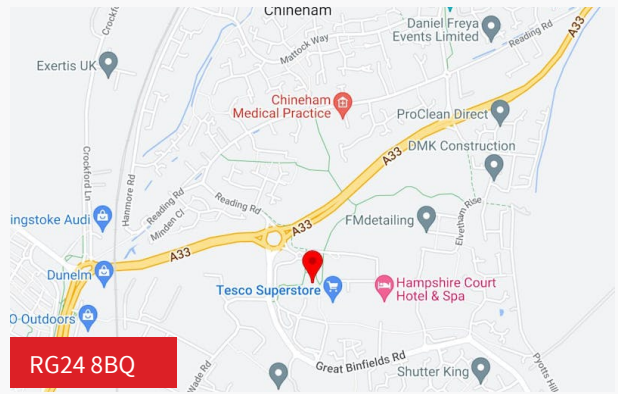 Chineham
Crockf
Daniel Freya
Events Limited
Reading Rd
A33
Mattock Way
Exertis UK
Chineham
Medical Practice
ProClean Direct
DMK Construction
A33
Crockford Ln
Hanmore Rd
Reading Rd
Minden Cl
Reading Rd
Elvetham Rise
ingstoke Audi
FMdetailing
A33
A33
Dunelm
Tesco Superstore
Hampshire Court
Hotel & Spa
O Outdoors
RG24 8BQ
Great Binfields Rd
Wade Rd
Shutter King
Pyotts Hill